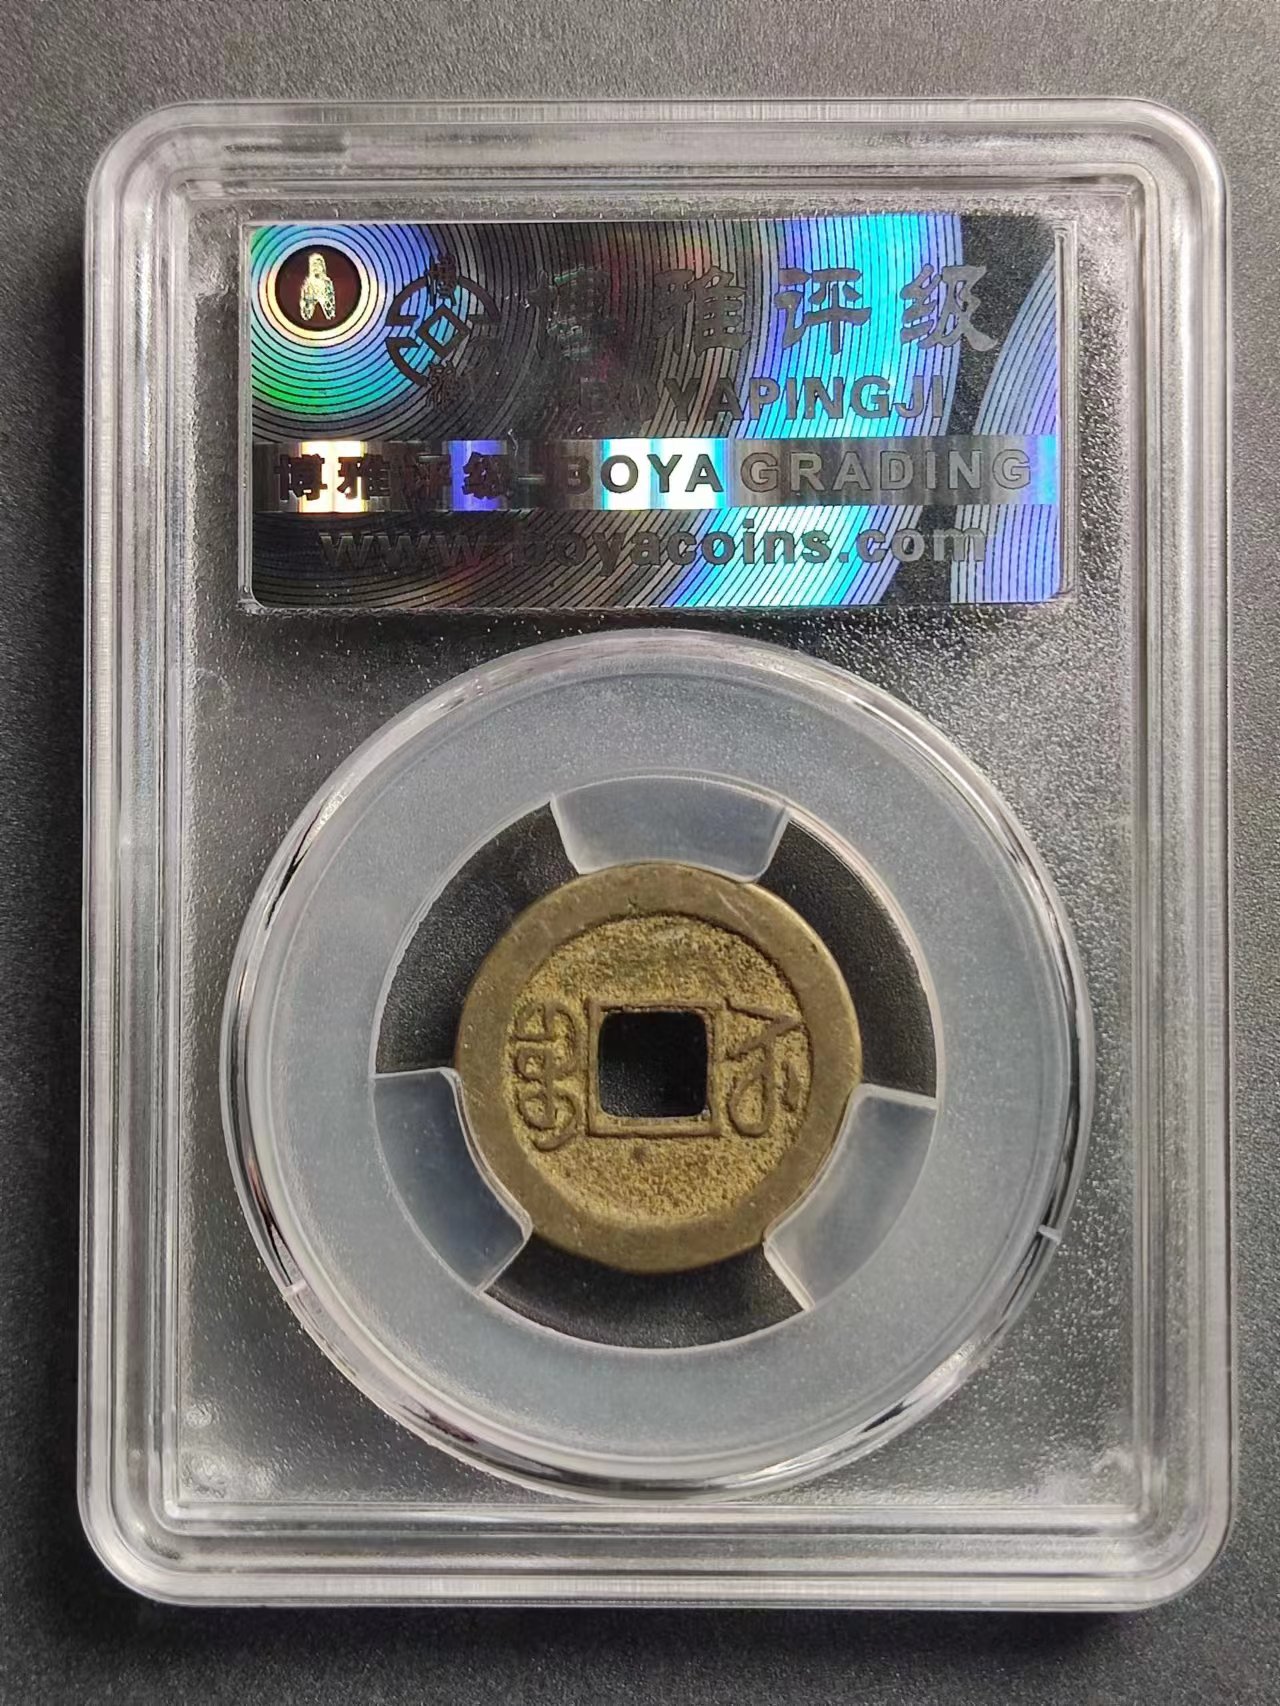 博雅评级
BOYAPINGJI
博雅评级-BOYA GRADING
www.boyacoins.com